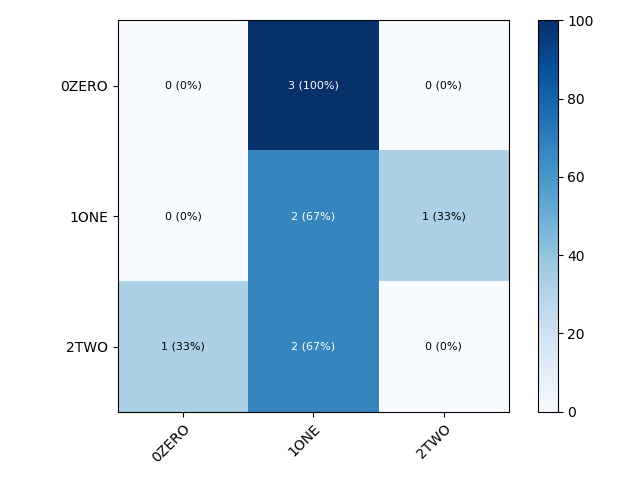 100
0ZERO 0 (0%) 3 (100%) 0 (0%)
80
60
1ONE 0 (0%) 2 (67%) 1 (33%)
40
20
2TWO 1 (33%) 2 (67%) 0 (0%)
0
0ZERO 1ONE 2TWO